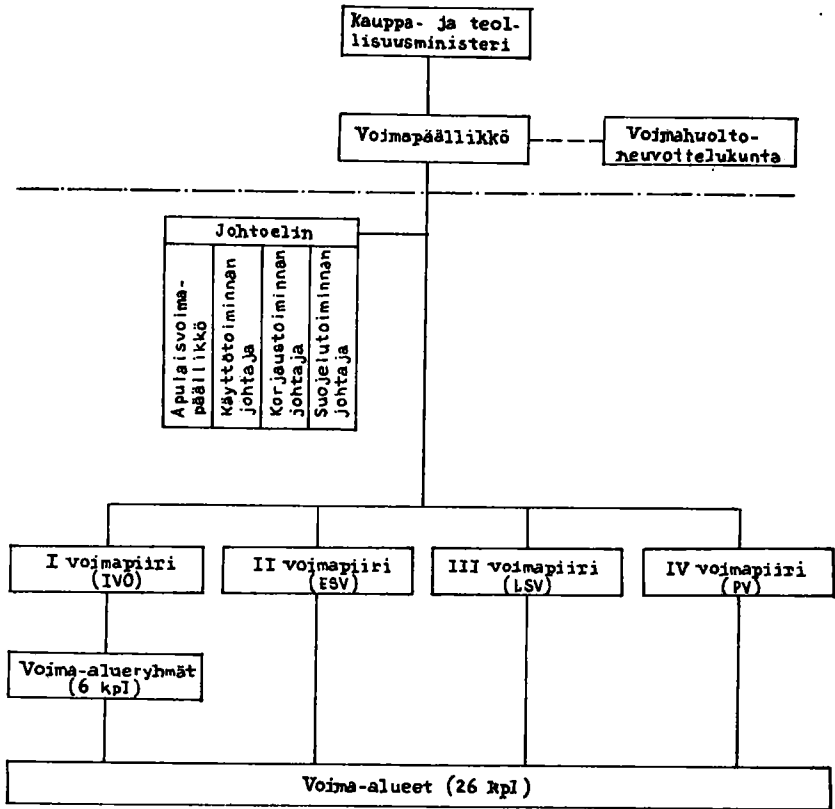 Kauppa- ja teol-
lisuusministeri
Voimapäällikkö
Voimahuolto-
neuvottelukunta
Johtoelin
Apulaisvoima-
päällikkö
Käyttötoiminnan
johtaja
Korjaustoiminnan
johtaja
Suojelutoiminnan
johtaja
I voimapiiri
(IVO)
II voimapiiri
(ESV)
III voimapiiri
(LSV)
IV voimapiiri
(PV)
Voima-alueryhmät
(6 kpl)
Voima-alueet (26 kpl)